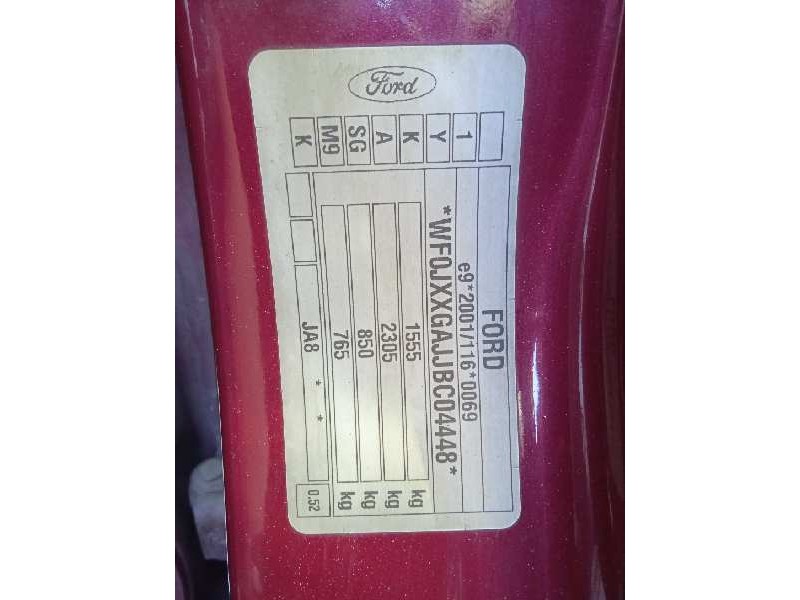 Ford
FORD
e9*2001/116*0069
*WF0JXXGAJJBC04448*
1555 kg
2305 kg
850 kg
765 kg
JA8 * *
0.52
1
Y
K
A
SG
M9
K